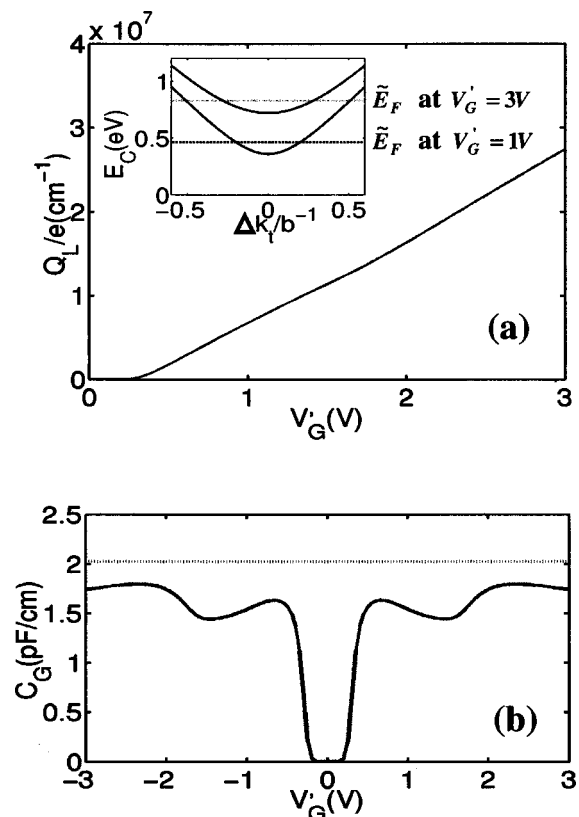 4 x 10^7
3
2
1
0
Q_L/e(cm^-1)
0 1 2 3
V'_G(V)
1
0.5
0
E_C(eV)
-0.5 0 0.5
Δk_t/b^-1
Ẽ_F at V'_G = 3V
Ẽ_F at V'_G = 1V
(a)
2.5
2
1.5
1
0.5
0
C_G(pF/cm)
-3 -2 -1 0 1 2 3
V'_G(V)
(b)